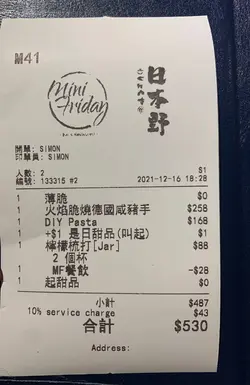 M41
Mini
Friday
日本野
開單: SIMON
印單員: SIMON
人數: 2 S1
編號: 133315 #2 2021-12-16 18:28
1 薄脆 $0
1 火焰脆燒德國咸豬手 $258
1 DIY Pasta $168
1 +$1 是日甜品(叫起) $1
1 檸檬梳打[Jar] $88
2 個杯
1 MF餐飲 -$28
1 起甜品 $0
小計 $487
10% service charge $43
合計 $530
Address: